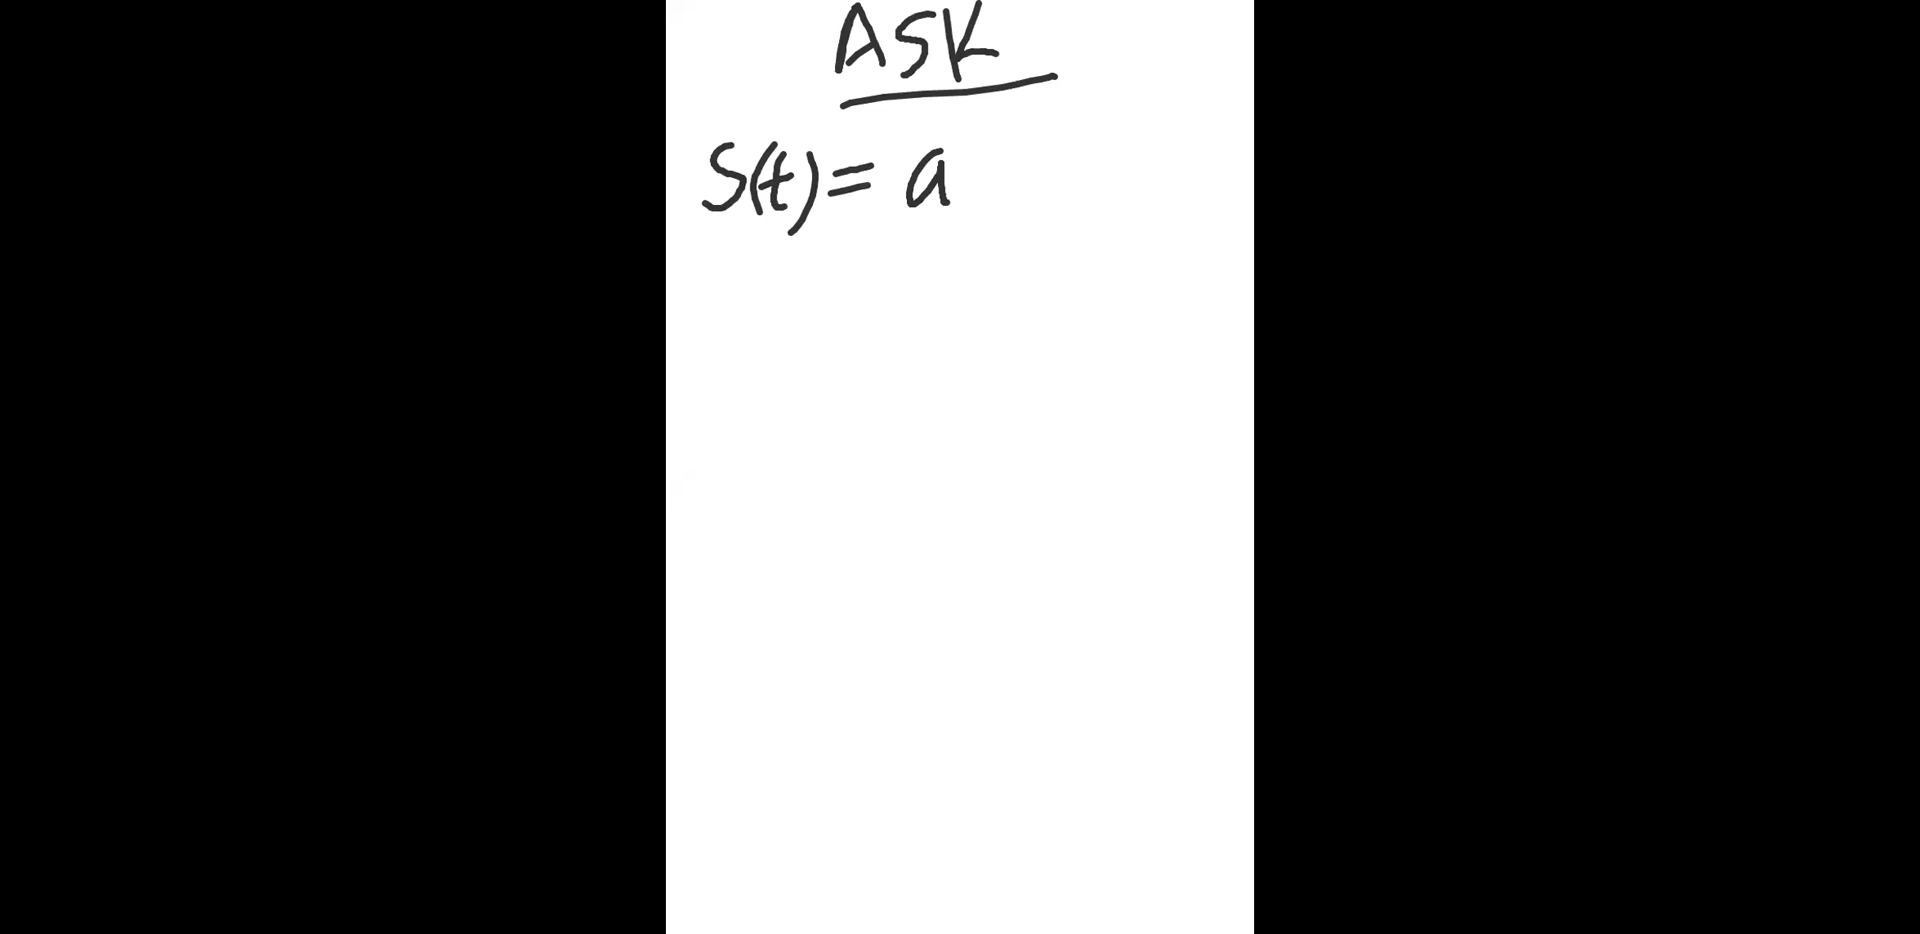 ASK
S(t) = a